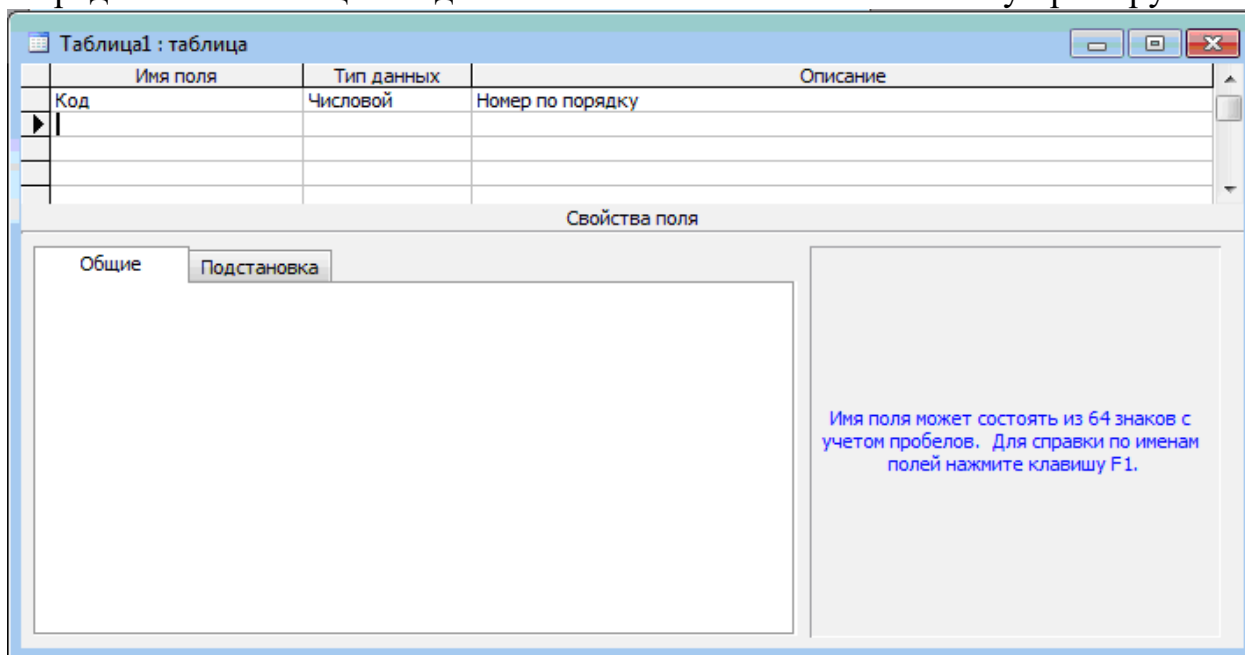 Таблица1 : таблица
Имя поля Тип данных Описание
Код Числовой Номер по порядку
Свойства поля
Общие Подстановка
Имя поля может состоять из 64 знаков с
учетом пробелов. Для справки по именам
полей нажмите клавишу F1.